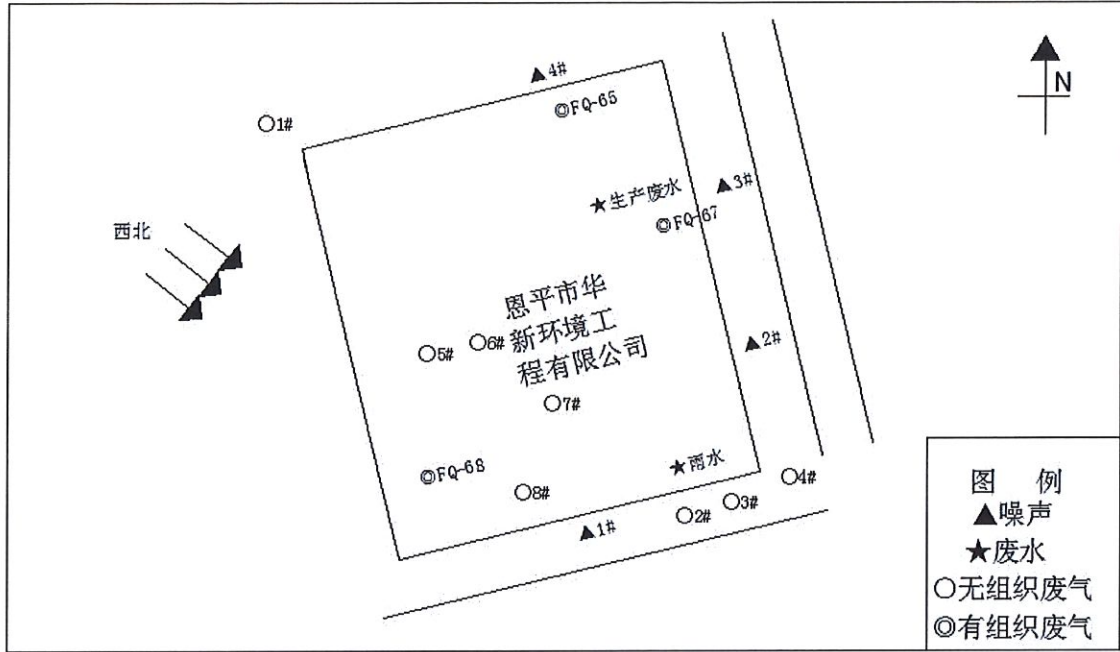 ▲4#
◎FQ-65
○1#
N
★生产废水
▲3#
◎FQ-67
西北
恩平市华
新环境工
程有限公司
○5#
○6#
▲2#
○7#
◎FQ-68
★雨水
○8#
○4#
○3#
○2#
▲1#
图 例
▲噪声
★废水
○无组织废气
◎有组织废气